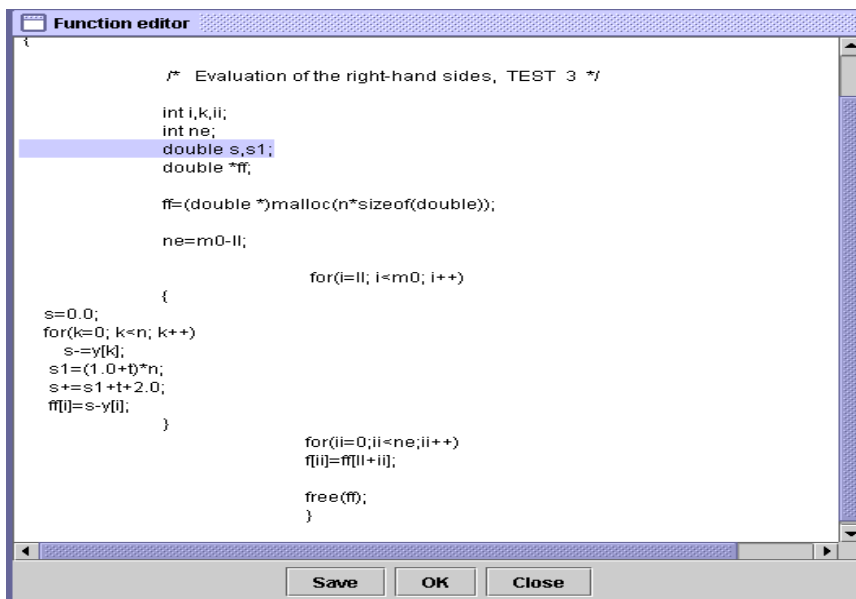 Function editor
{
/* Evaluation of the right-hand sides, TEST 3 */
int i,k,ii;
int ne;
double s,s1;
double *ff;
ff=(double *)malloc(n*sizeof(double));
ne=m0-ll;
for(i=ll; i<m0; i++)
{
s=0.0;
for(k=0; k<n; k++)
s-=y[k];
s1=(1.0+t)*n;
s+=s1+t+2.0;
ff[i]=s-y[i];
}
for(ii=0;ii<ne;ii++)
f[ii]=ff[ll+ii];
free(ff);
}
Save OK Close